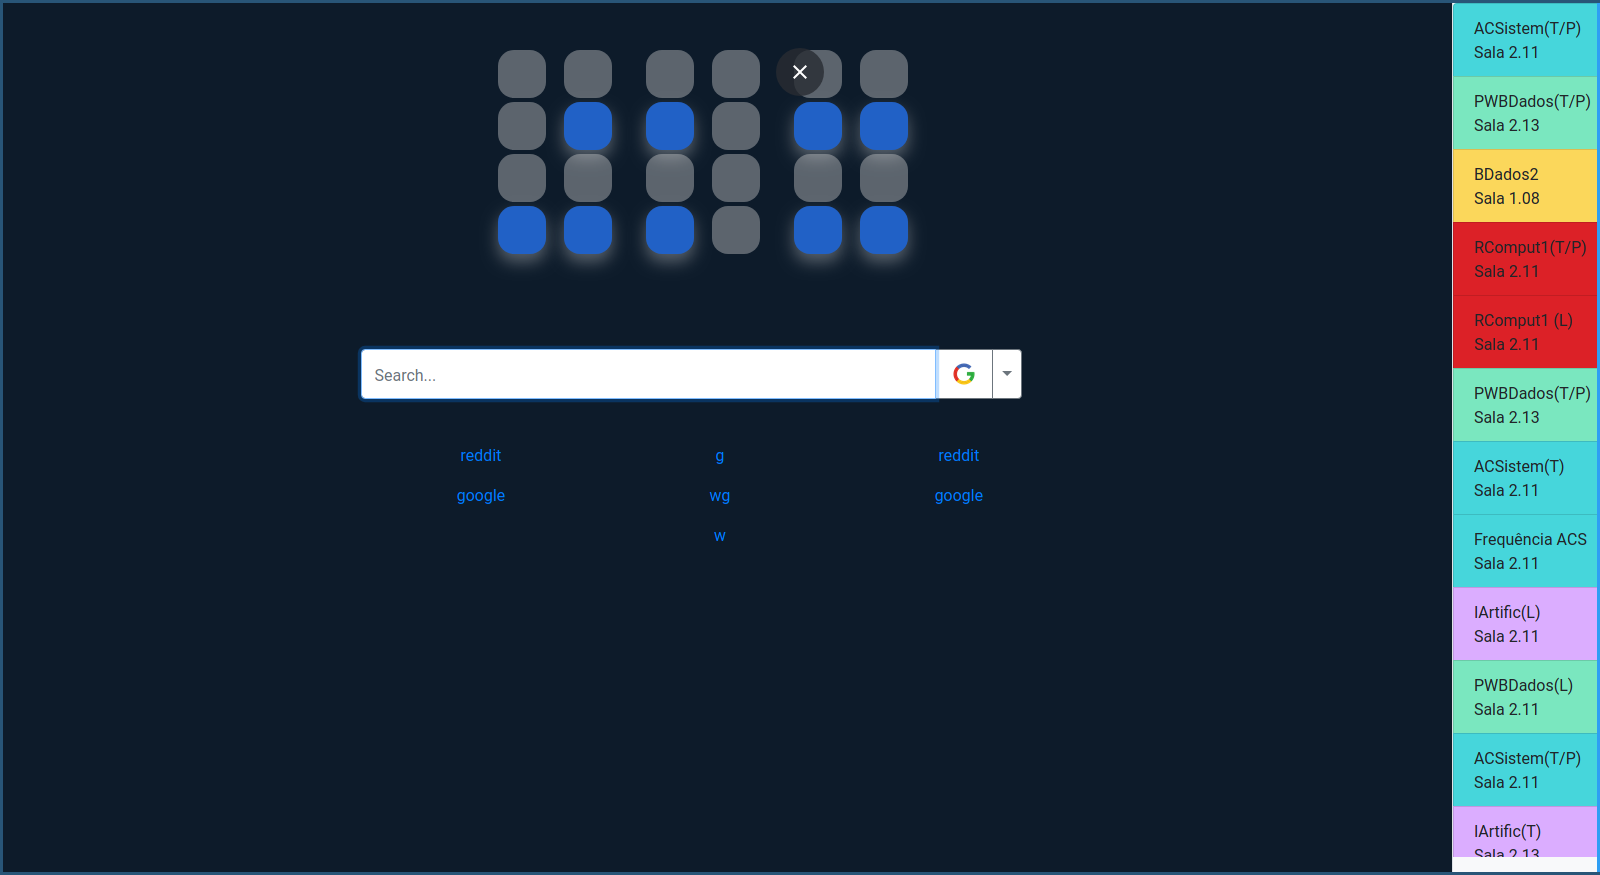 Search...
reddit
g
reddit
google
wg
google
w
ACSistem(T/P)
Sala 2.11
PWBDados(T/P)
Sala 2.13
BDados2
Sala 1.08
RComput1(T/P)
Sala 2.11
RComput1 (L)
Sala 2.11
PWBDados(T/P)
Sala 2.13
ACSistem(T)
Sala 2.11
Frequência ACS
Sala 2.11
IArtific(L)
Sala 2.11
PWBDados(L)
Sala 2.11
ACSistem(T/P)
Sala 2.11
IArtific(T)
Sala 2.13